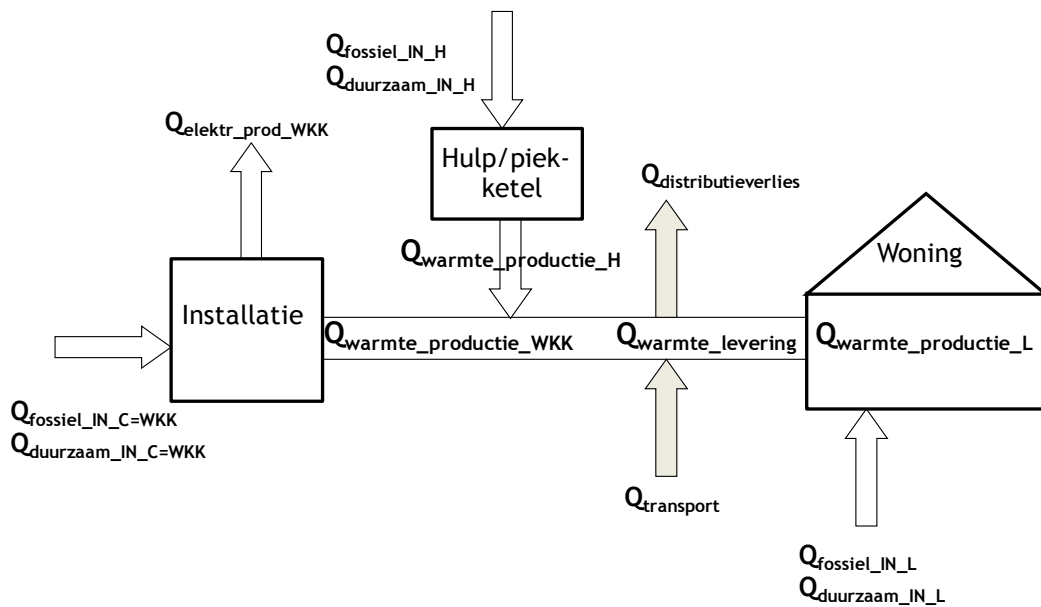 Qfossiel_IN_H
Qduurzaam_IN_H
Qelektr_prod_WKK
Hulp/piek-
ketel
Qdistributieverlies
Qwarmte_productie_H
Woning
Installatie
Qwarmte_productie_WKK
Qwarmte_levering
Qwarmte_productie_L
Qfossiel_IN_C=WKK
Qduurzaam_IN_C=WKK
Qtransport
Qfossiel_IN_L
Qduurzaam_IN_L